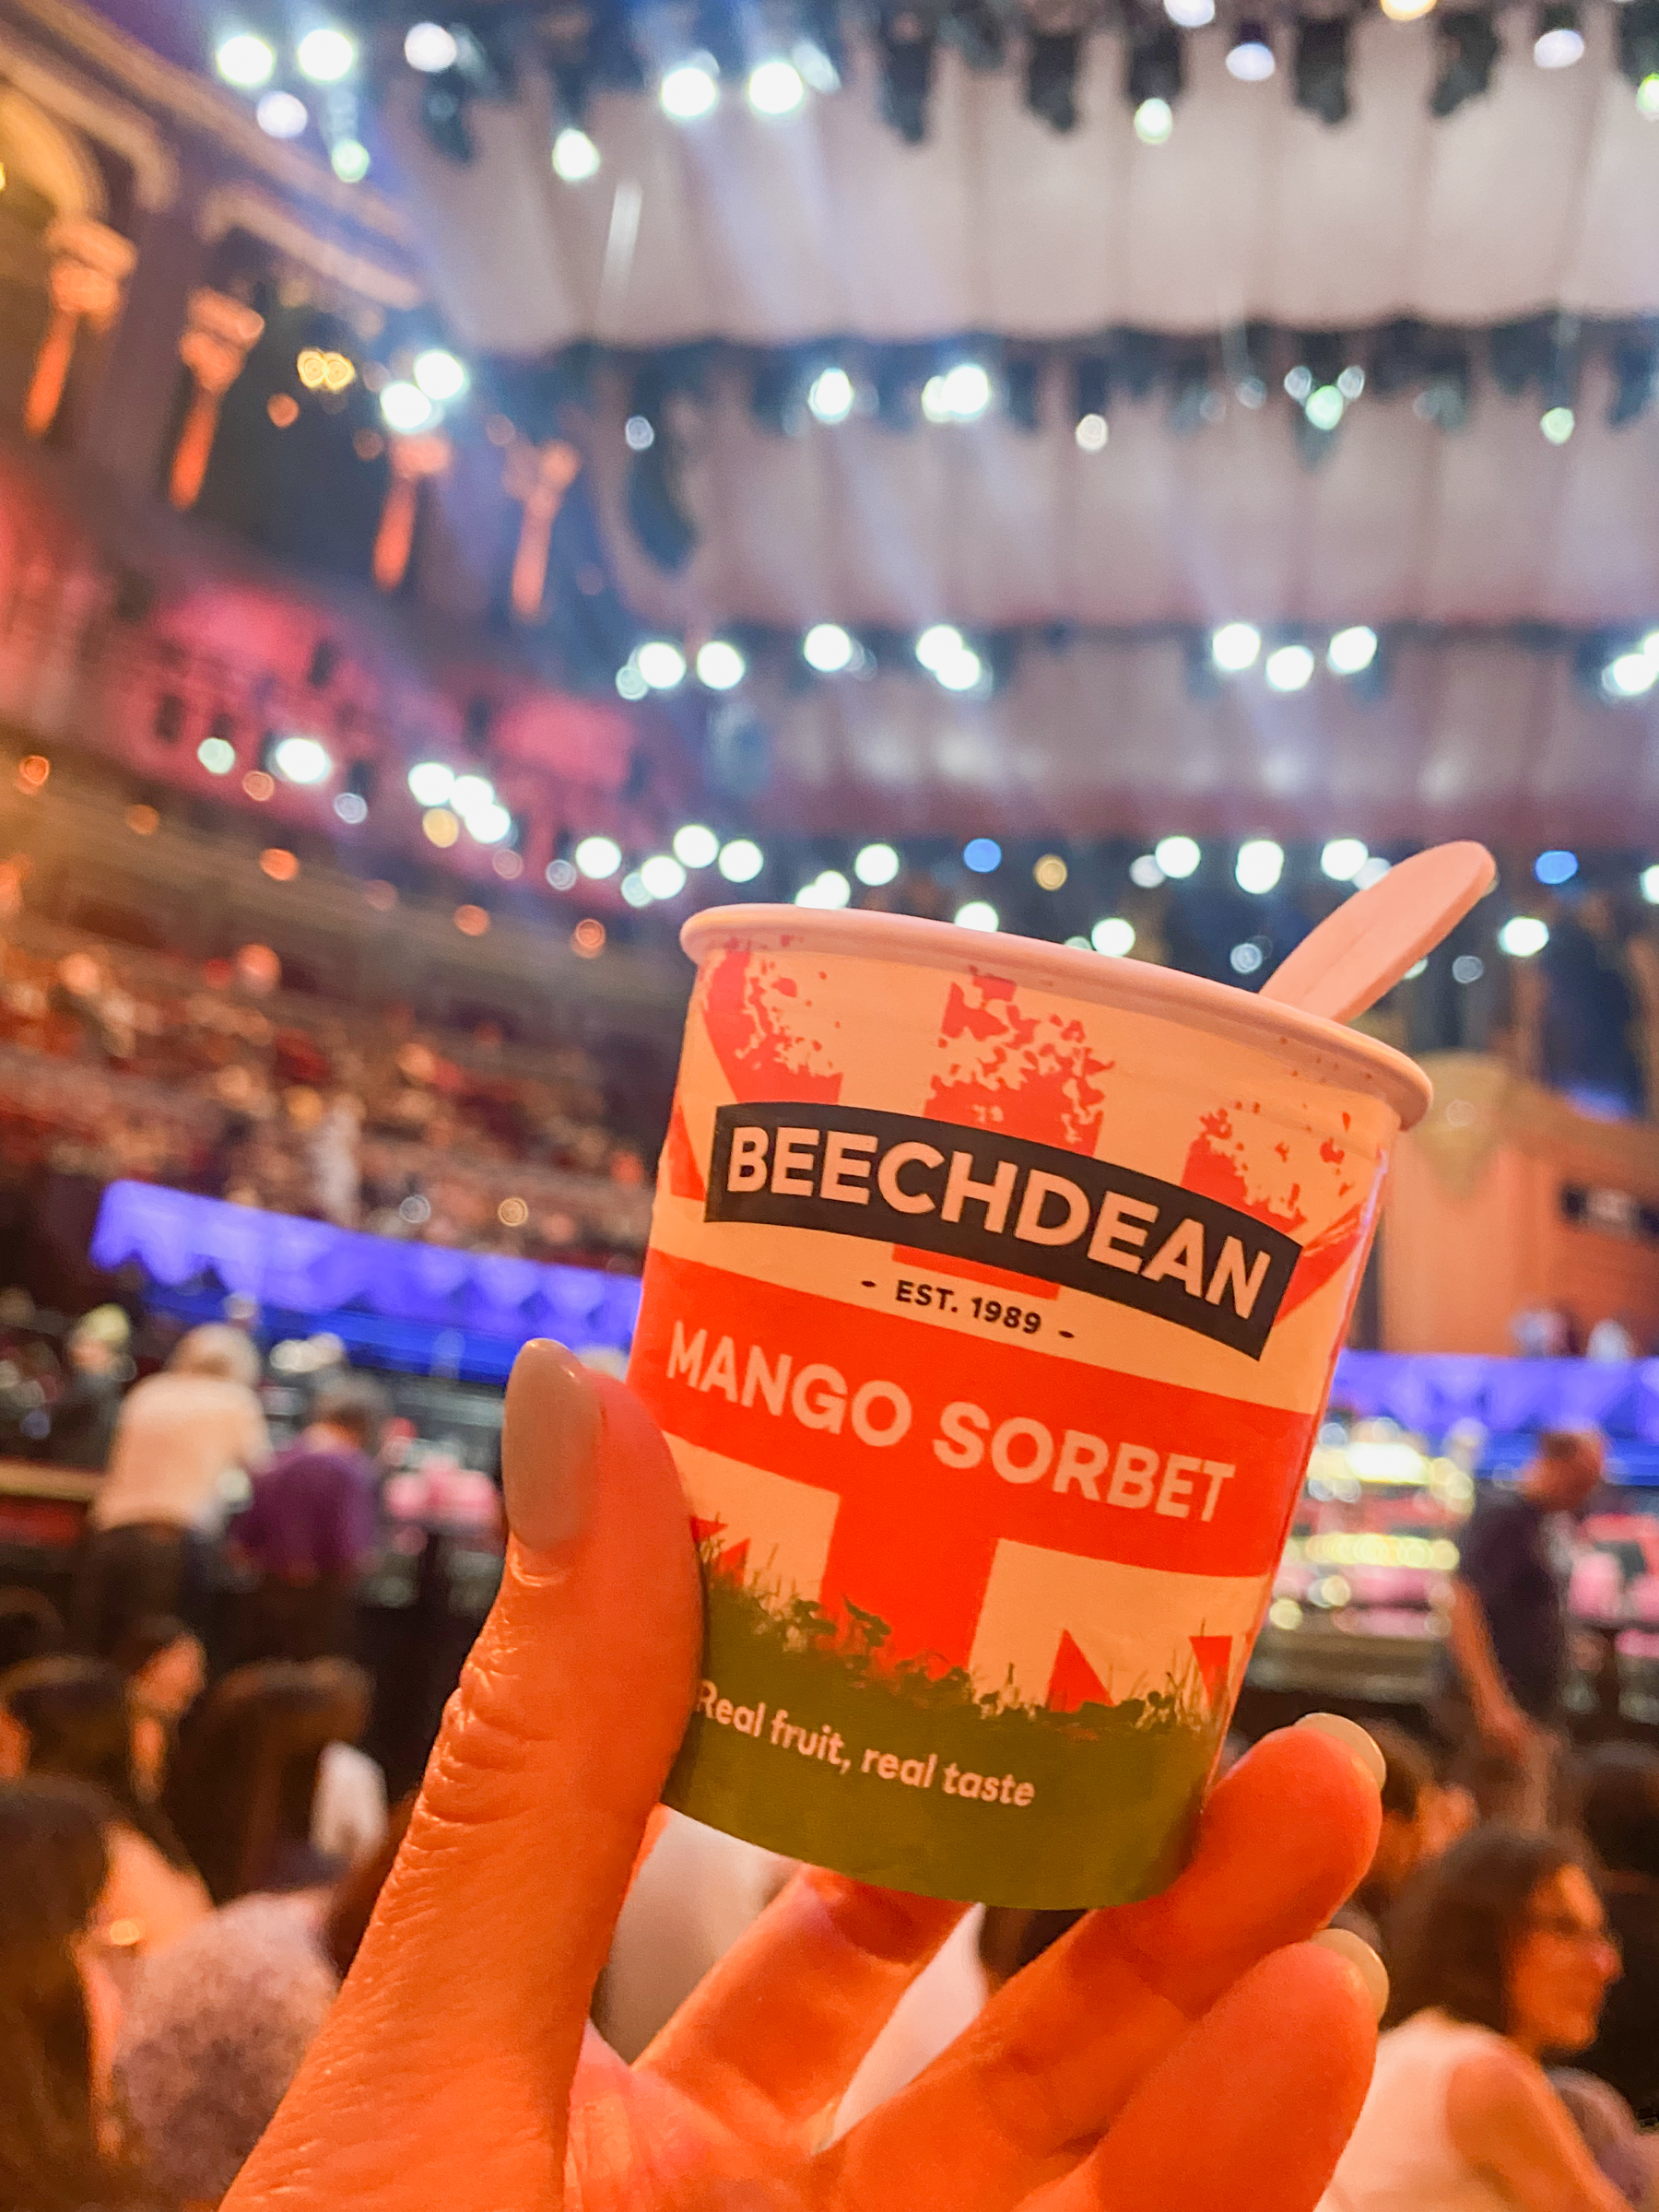 BEECHDEAN
- EST. 1989 -
MANGO SORBET
Real fruit, real taste